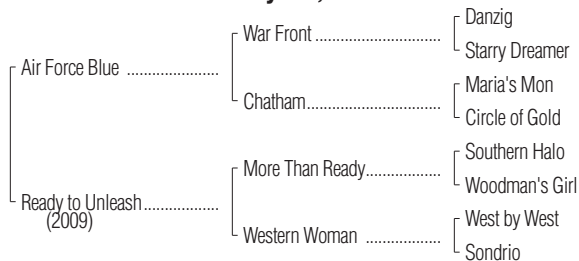 Danzig
War Front ........................
Starry Dreamer
Air Force Blue ......................
Maria's Mon
Chatham................................
Circle of Gold
Southern Halo
More Than Ready..................
Woodman's Girl
Ready to Unleash..................
(2009)
West by West
Western Woman ..................
Sondrio